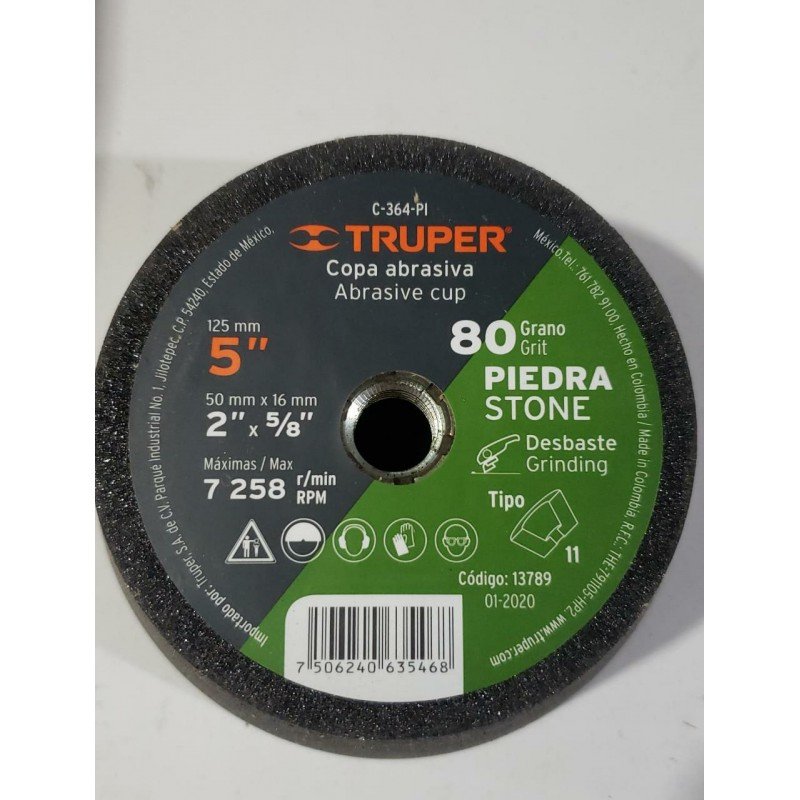 C-364-PI
TRUPER®
Copa abrasiva
Abrasive cup
125 mm
5"
50 mm x 16 mm
2" x 5/8"
Máximas / Max
7 258 r/min
RPM
80 Grano
Grit
PIEDRA
STONE
Desbaste
Grinding
Tipo
11
Código: 13789
01-2020
7 506240 635468
Importado por: Truper, S.A. de C.V. Parque Industrial No. 1, Jilotepec, C.P. 54240, Estado de México,
México.Tel.: 761 782 9100. Hecho en Colombia / Made in Colombia. R.F.C.: THE-791105-HP2. www.truper.com